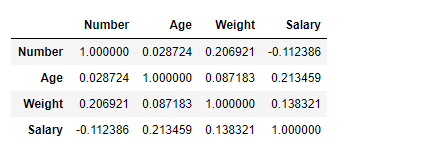 Number Age Weight Salary
Number 1.000000 0.028724 0.206921 -0.112386
Age 0.028724 1.000000 0.087183 0.213459
Weight 0.206921 0.087183 1.000000 0.138321
Salary -0.112386 0.213459 0.138321 1.000000